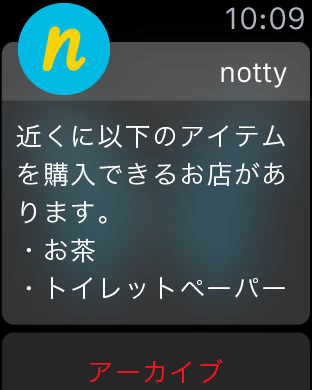 10:09
n
notty
近くに以下のアイテム
を購入できるお店があ
ります。
・お茶
・トイレットペーパー
アーカイブ